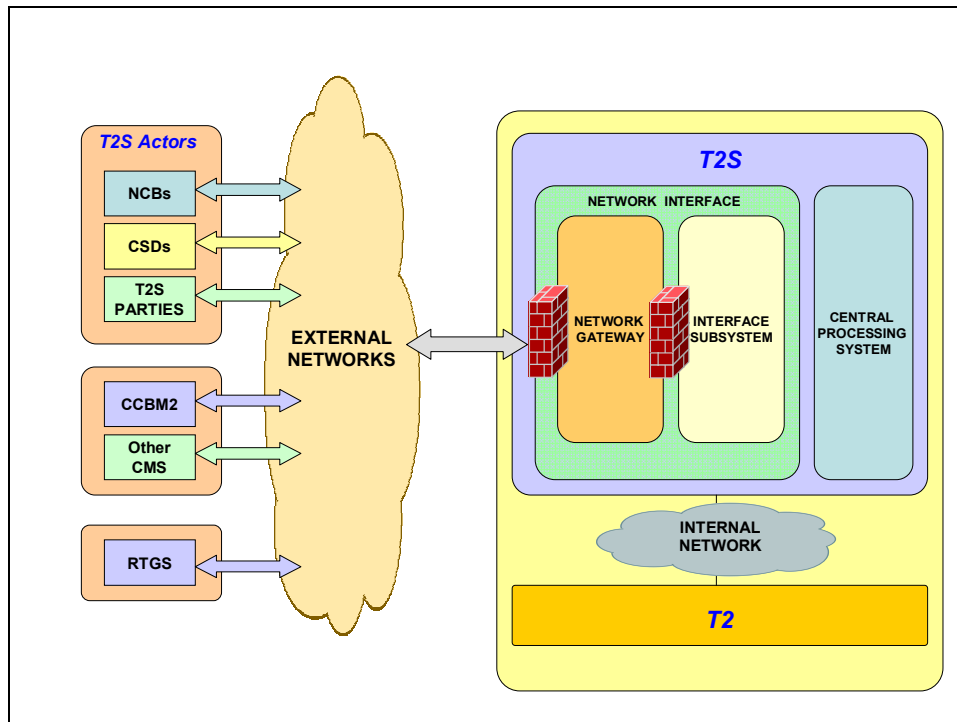 T2S Actors
NCBs
CSDs
T2S
PARTIES
CCBM2
Other
CMS
RTGS
EXTERNAL
NETWORKS
T2S
NETWORK INTERFACE
NETWORK
GATEWAY
INTERFACE
SUBSYSTEM
CENTRAL
PROCESSING
SYSTEM
INTERNAL
NETWORK
T2